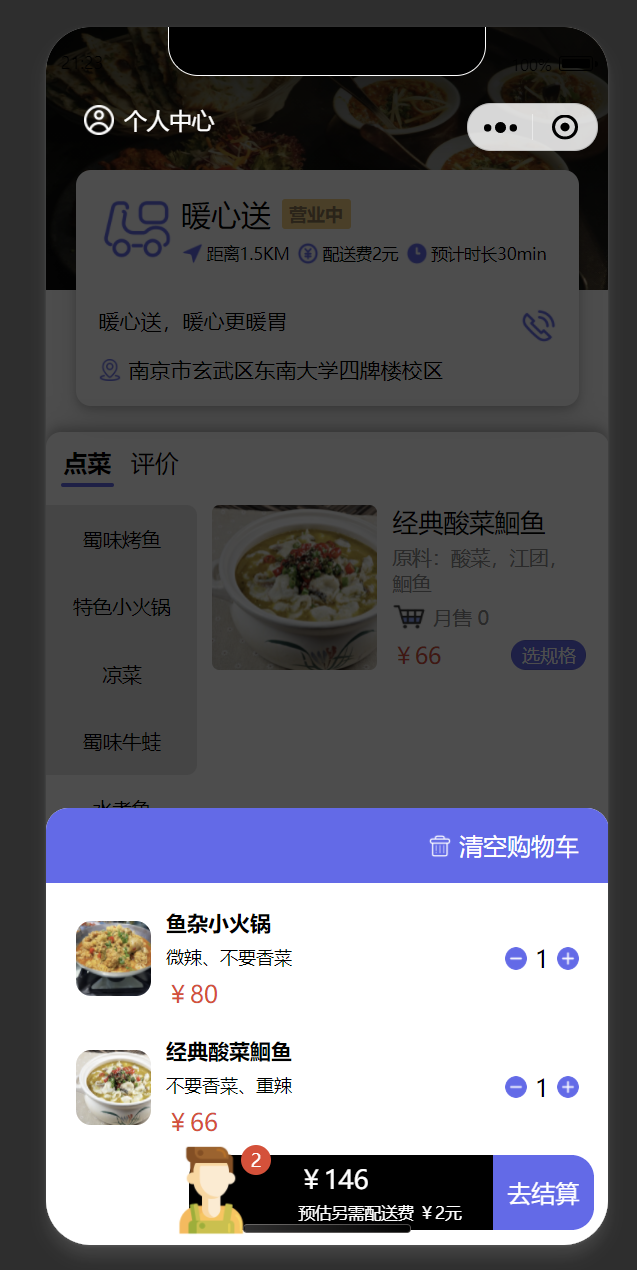 21:23
100%
个人中心
暖心送 营业中
距离1.5KM 配送费2元 预计时长30min
暖心送，暖心更暖胃
南京市玄武区东南大学四牌楼校区
点菜 评价
蜀味烤鱼
特色小火锅
凉菜
蜀味牛蛙
经典酸菜鮰鱼
原料：酸菜，江团，
鮰鱼
月售 0
￥66
选规格
清空购物车
鱼杂小火锅
微辣、不要香菜
￥80
1
经典酸菜鮰鱼
不要香菜、重辣
￥66
1
2
￥146
预估另需配送费 ￥2元
去结算